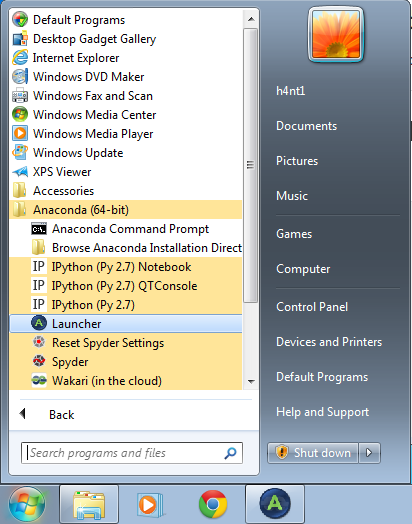 Default Programs
Desktop Gadget Gallery
Internet Explorer
Windows DVD Maker
Windows Fax and Scan
Windows Media Center
Windows Media Player
Windows Update
XPS Viewer
Accessories
Anaconda (64-bit)
C:\
Anaconda Command Prompt
Browse Anaconda Installation Direct
IP IPython (Py 2.7) Notebook
IP IPython (Py 2.7) QTConsole
IP IPython (Py 2.7)
A Launcher
Reset Spyder Settings
Spyder
Wakari (in the cloud)
Back
Search programs and files
h4nt1
Documents
Pictures
Music
Games
Computer
Control Panel
Devices and Printers
Default Programs
Help and Support
Shut down
A